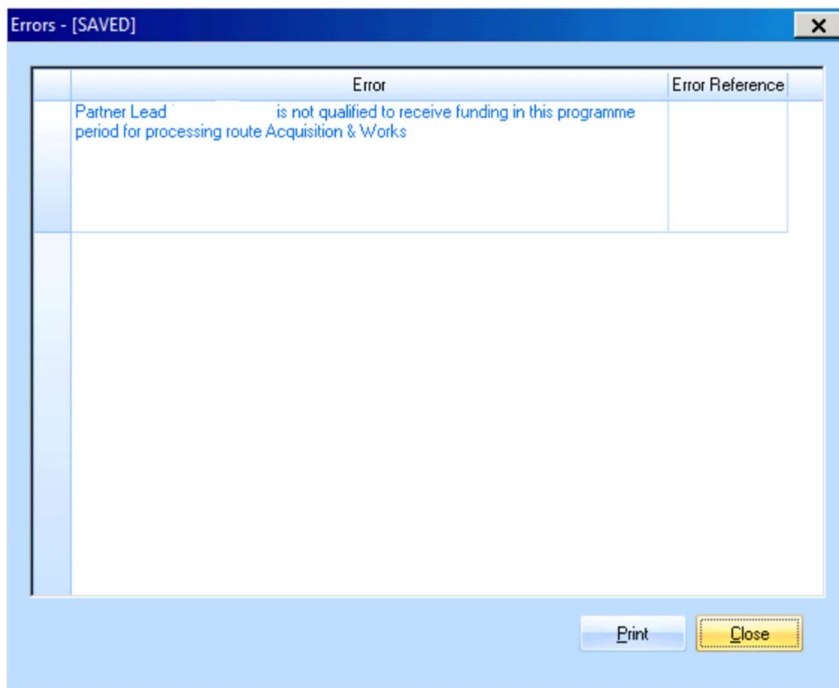 Errors - [SAVED]
Error
Error Reference
Partner Lead is not qualified to receive funding in this programme
period for processing route Acquisition & Works
Print
Close